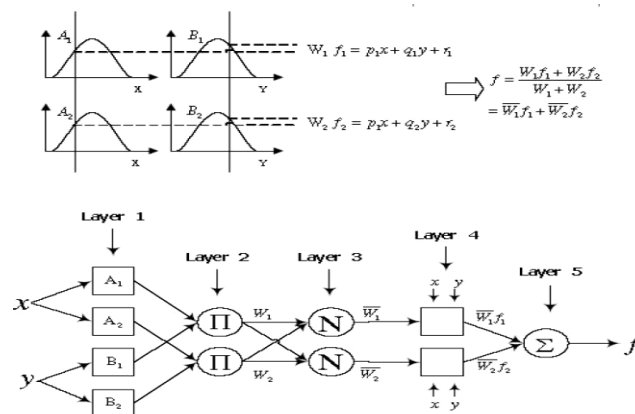 A₁ B₁ W₁ f₁ = p₁x + q₁y + r₁
X Y
f = W₁f₁ + W₂f₂ / W₁ + W₂
= W̅₁f₁ + W̅₂f₂
A₂ B₂ W₂ f₂ = p₁x + q₂y + r₂
X Y
Layer 1
Layer 2 Layer 3 Layer 4 Layer 5
x y
x A₁ A₂
y B₁ B₂
Π W₁ N W̅₁ W̅₁f₁
Π W₂ N W̅₂ W̅₂f₂
Σ f
x y